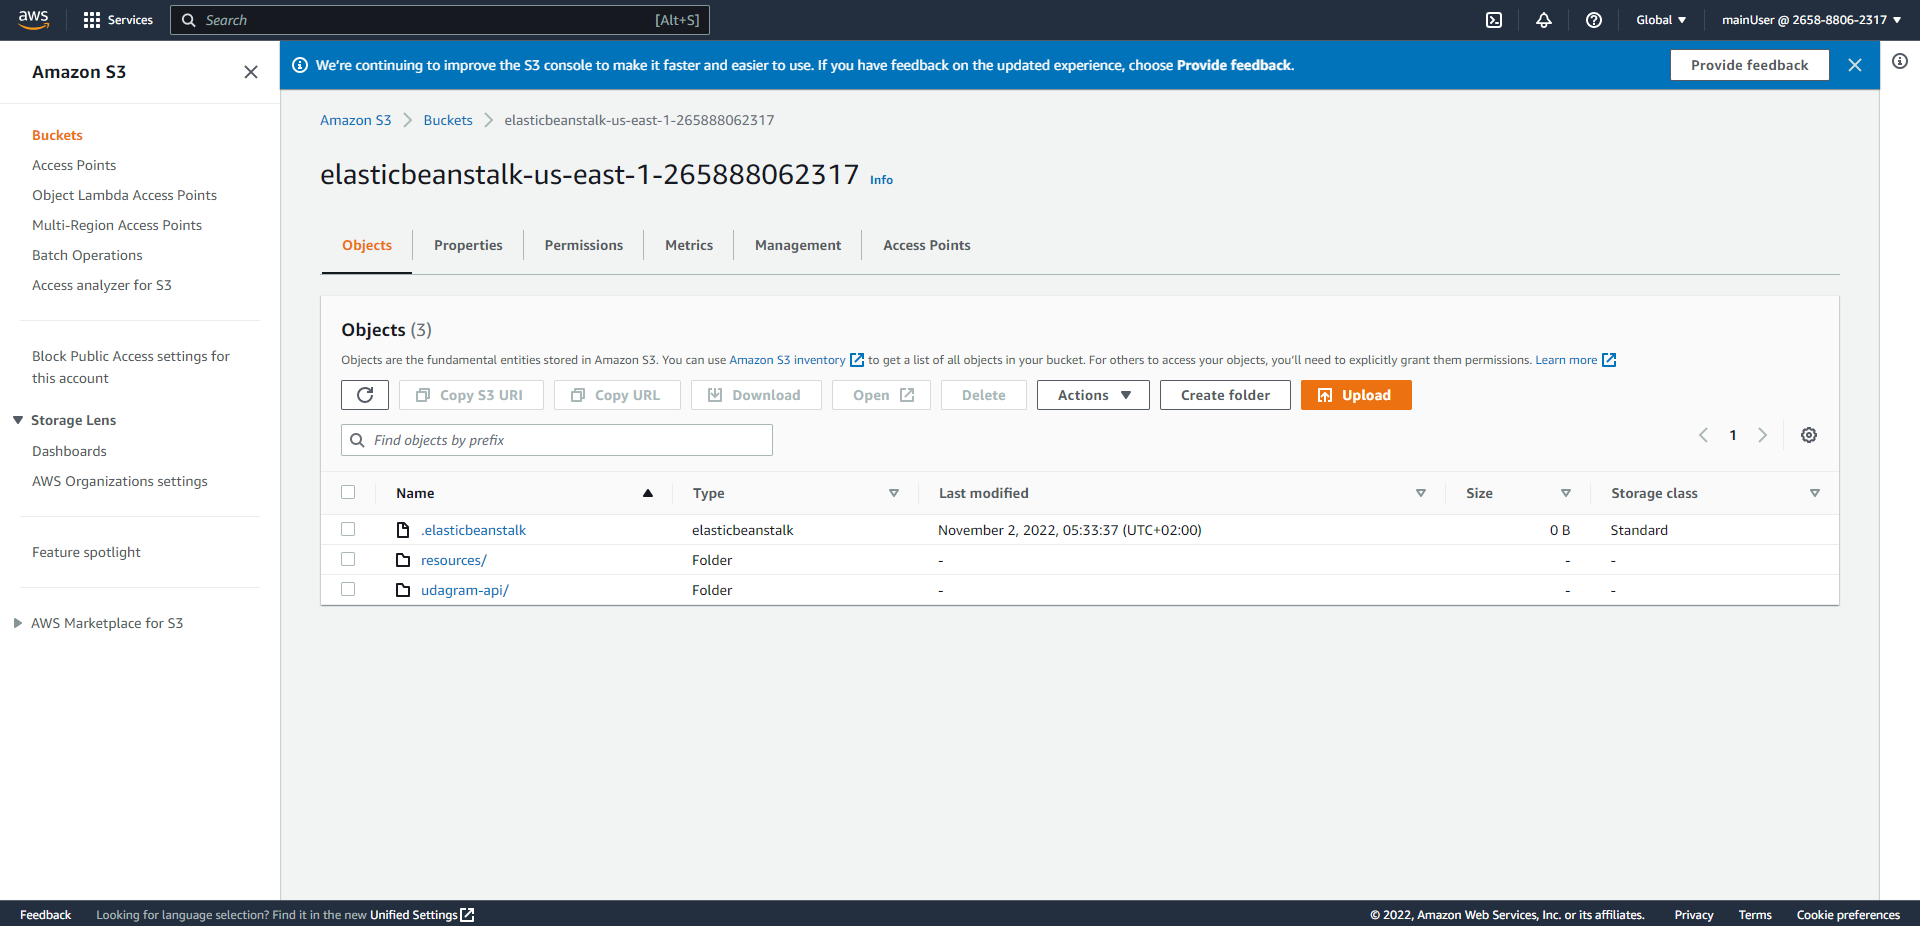 aws Services Search [Alt+S] Global ▼ mainUser @ 2658-8806-2317 ▼
Amazon S3
We're continuing to improve the S3 console to make it faster and easier to use. If you have feedback on the updated experience, choose Provide feedback. Provide feedback
Buckets
Access Points
Object Lambda Access Points
Multi-Region Access Points
Batch Operations
Access analyzer for S3
Block Public Access settings for
this account
Storage Lens
Dashboards
AWS Organizations settings
Feature spotlight
AWS Marketplace for S3
Amazon S3 > Buckets > elasticbeanstalk-us-east-1-265888062317
elasticbeanstalk-us-east-1-265888062317 Info
Objects Properties Permissions Metrics Management Access Points
Objects (3)
Objects are the fundamental entities stored in Amazon S3. You can use Amazon S3 inventory to get a list of all objects in your bucket. For others to access your objects, you'll need to explicitly grant them permissions. Learn more
Copy S3 URI Copy URL Download Open Delete Actions ▼ Create folder Upload
Find objects by prefix 1
Name Type Last modified Size Storage class
.elasticbeanstalk elasticbeanstalk November 2, 2022, 05:33:37 (UTC+02:00) 0 B Standard
resources/ Folder - - -
udagram-api/ Folder - - -
Feedback Looking for language selection? Find it in the new Unified Settings © 2022, Amazon Web Services, Inc. or its affiliates. Privacy Terms Cookie preferences